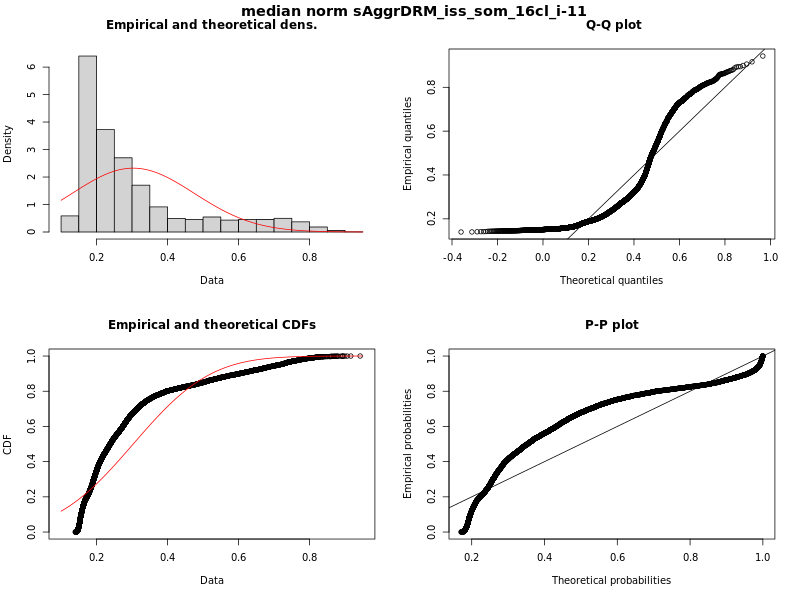 median norm sAggrDRM_iss_som_16cl_i-11
Empirical and theoretical dens.
Density
0 1 2 3 4 5 6
0.2 0.4 0.6 0.8
Data
Q-Q plot
Empirical quantiles
0.2 0.4 0.6 0.8
-0.4 -0.2 0.0 0.2 0.4 0.6 0.8 1.0
Theoretical quantiles
Empirical and theoretical CDFs
CDF
0.0 0.2 0.4 0.6 0.8 1.0
0.2 0.4 0.6 0.8
Data
P-P plot
Empirical probabilities
0.0 0.2 0.4 0.6 0.8 1.0
0.2 0.4 0.6 0.8 1.0
Theoretical probabilities